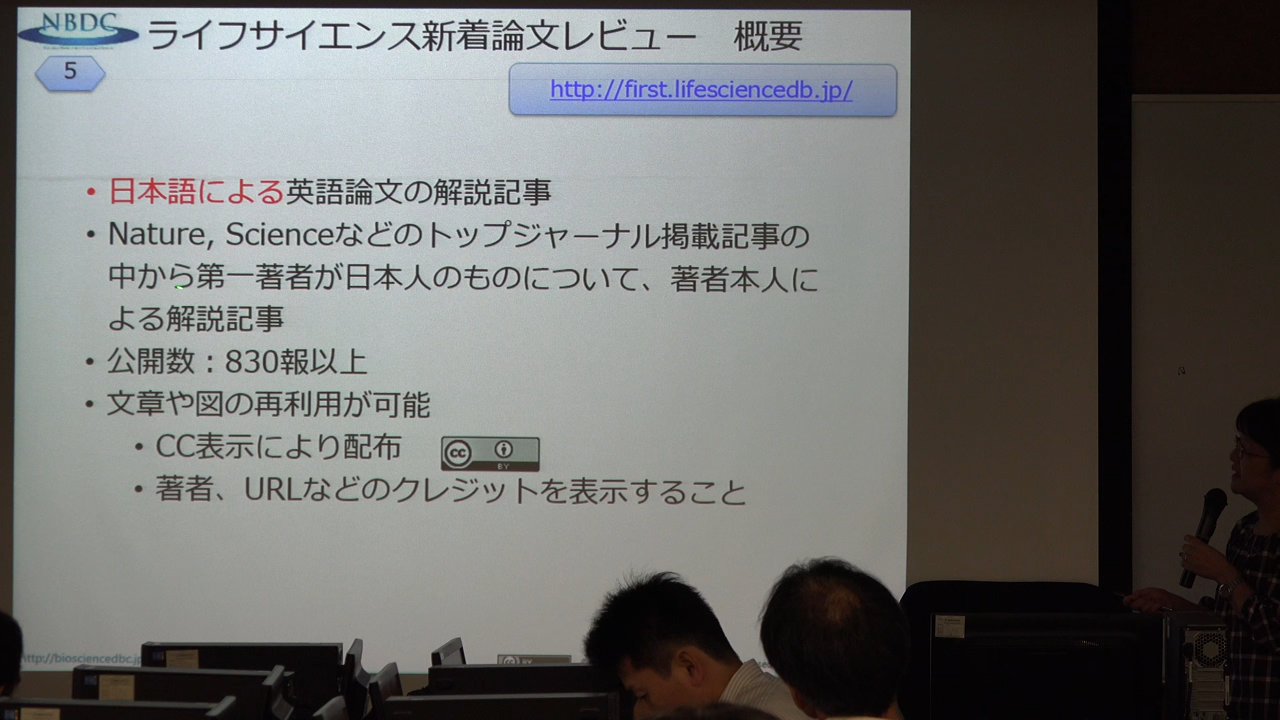 NBDC
ライフサイエンス新着論文レビュー 概要
5
http://first.lifesciencedb.jp/
• 日本語による英語論文の解説記事
• Nature, Scienceなどのトップジャーナル掲載記事の
中から第一著者が日本人のものについて、著者本人に
よる解説記事
• 公開数：830報以上
• 文章や図の再利用が可能
• CC表示により配布
cc BY
• 著者、URLなどのクレジットを表示すること
http://biosciencedbc.jp